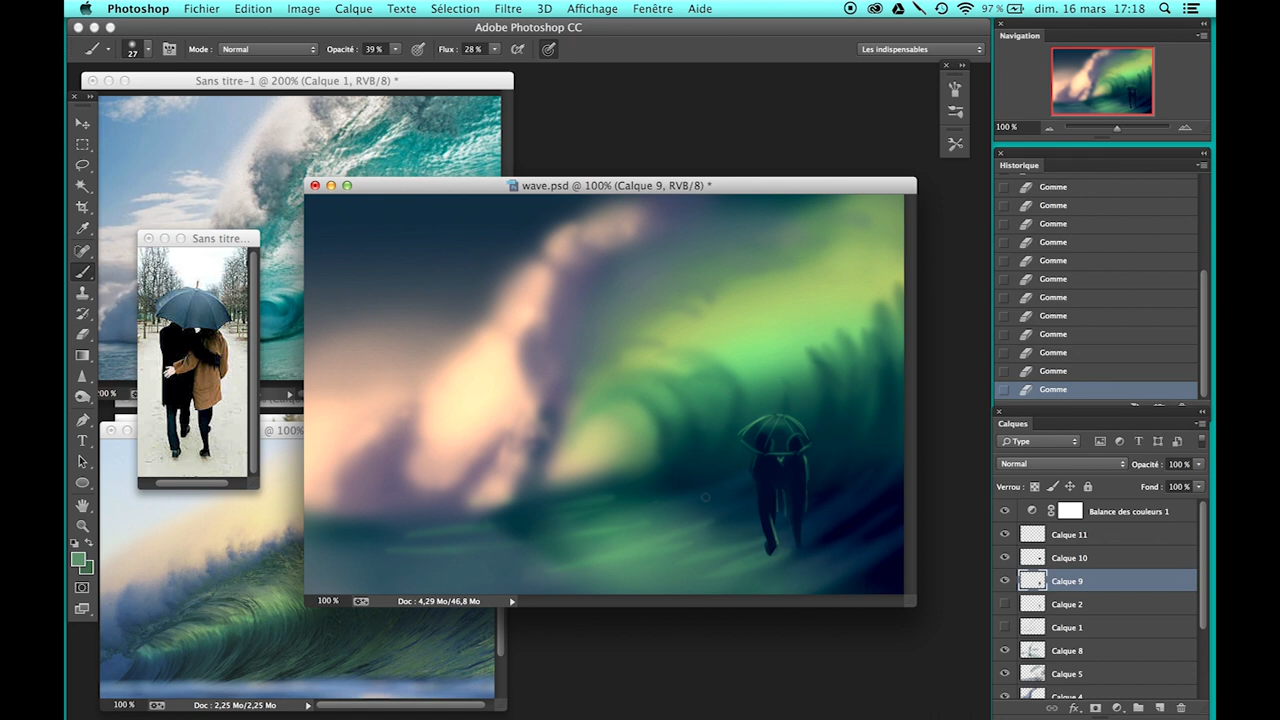 Photoshop Fichier Edition Image Calque Texte Sélection Filtre 3D Affichage Fenêtre Aide 97 % dim. 16 mars 17:18
Adobe Photoshop CC
27 Mode : Normal Opacité : 39 % Flux : 28 % Les indispensables
Sans titre-1 @ 200% (Calque 1, RVB/8) *
wave.psd @ 100% (Calque 9, RVB/8) *
Sans titre...
@ 100%
100 % Doc : 4,29 Mo/46,8 Mo
100 % Doc : 2,25 Mo/2,25 Mo
Navigation
100 %
Historique
Gomme
Gomme
Gomme
Gomme
Gomme
Gomme
Gomme
Gomme
Gomme
Gomme
Gomme
Gomme
Calques
Type
Normal Opacité : 100 %
Verrou : Fond : 100 %
Balance des couleurs 1
Calque 11
Calque 10
Calque 9
Calque 2
Calque 1
Calque 8
Calque 5
Calque 4
fx